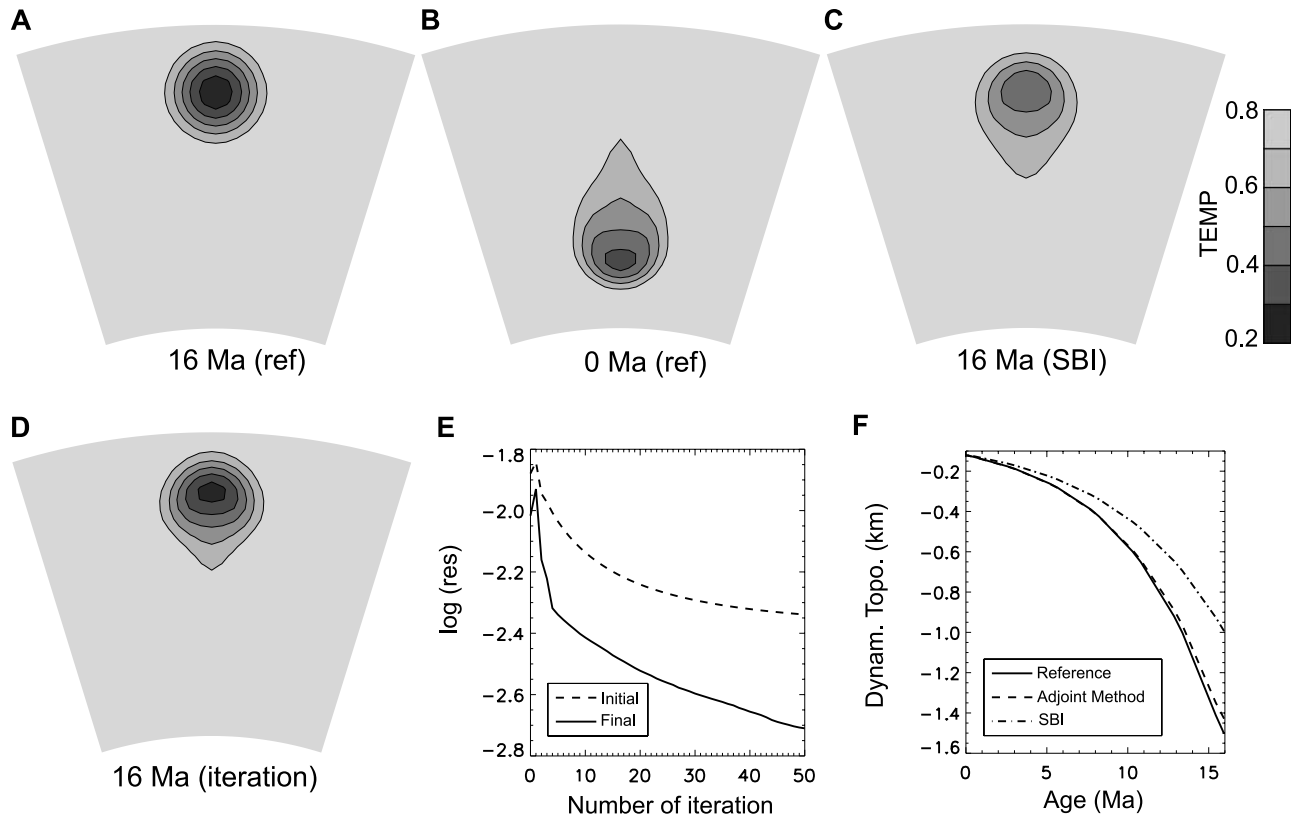 A
B
C
16 Ma (ref)
0 Ma (ref)
16 Ma (SBI)
0.8
0.6
0.4
0.2
TEMP
D
16 Ma (iteration)
E
−1.8
−2.0
−2.2
−2.4
−2.6
−2.8
log (res)
Initial
Final
0
10
20
30
40
50
Number of iteration
F
−0.2
−0.4
−0.6
−0.8
−1.0
−1.2
−1.4
−1.6
Dynam. Topo. (km)
Reference
Adjoint Method
SBI
0
5
10
15
Age (Ma)